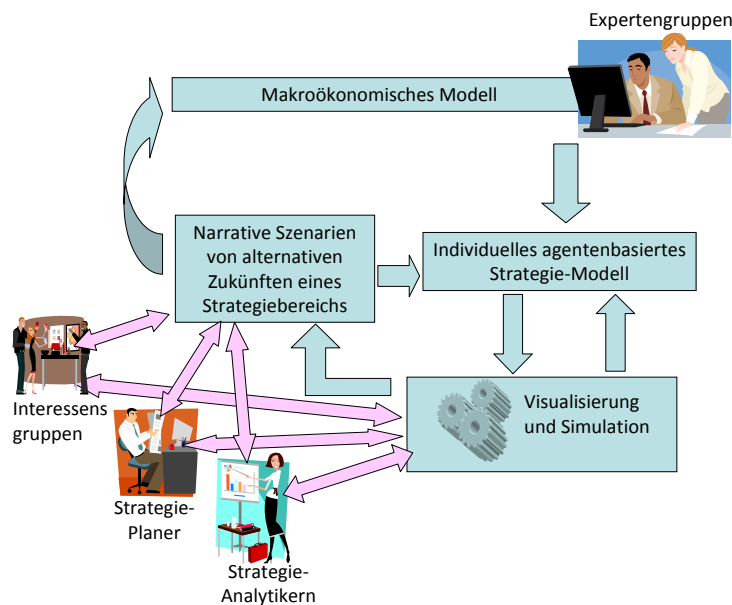 Expertengruppen
Makroökonomisches Modell
Narrative Szenarien
von alternativen
Zukünften eines
Strategiebereichs
Individuelles agentenbasiertes
Strategie-Modell
Visualisierung
und Simulation
Interessens
gruppen
Strategie-
Planer
Strategie-
Analytikern